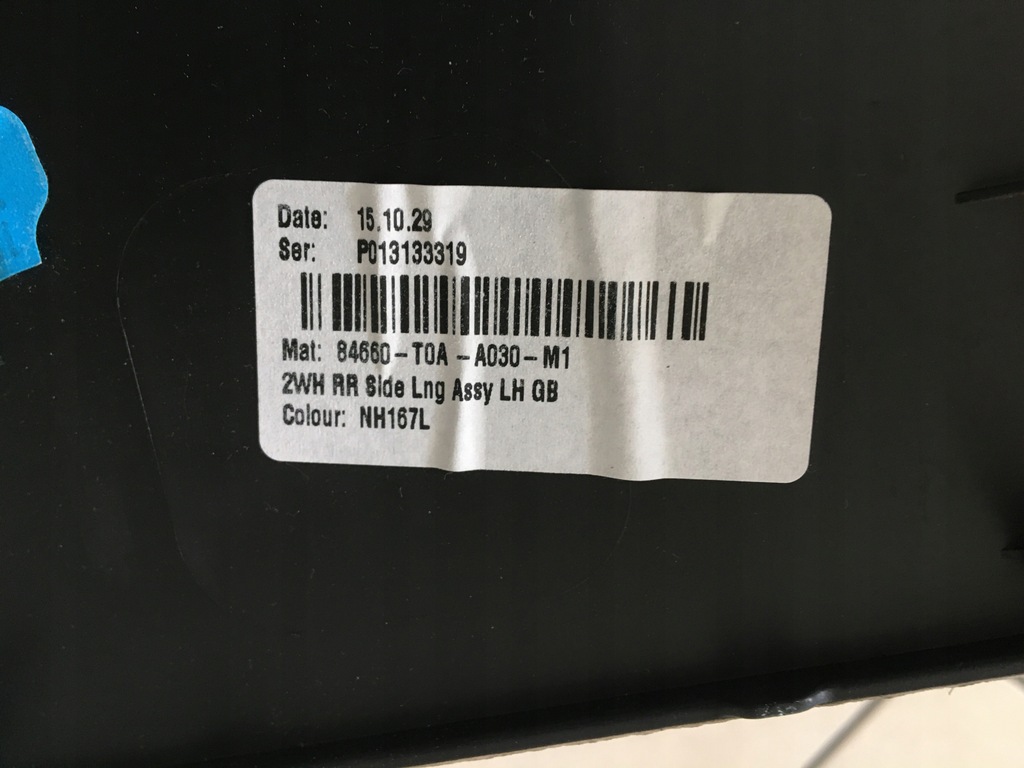 Date: 15.10.29
Ser: P013133319
Mat: 84660-T0A -A030-M1
2WH RR Side Lng Assy LH GB
Colour: NH167L